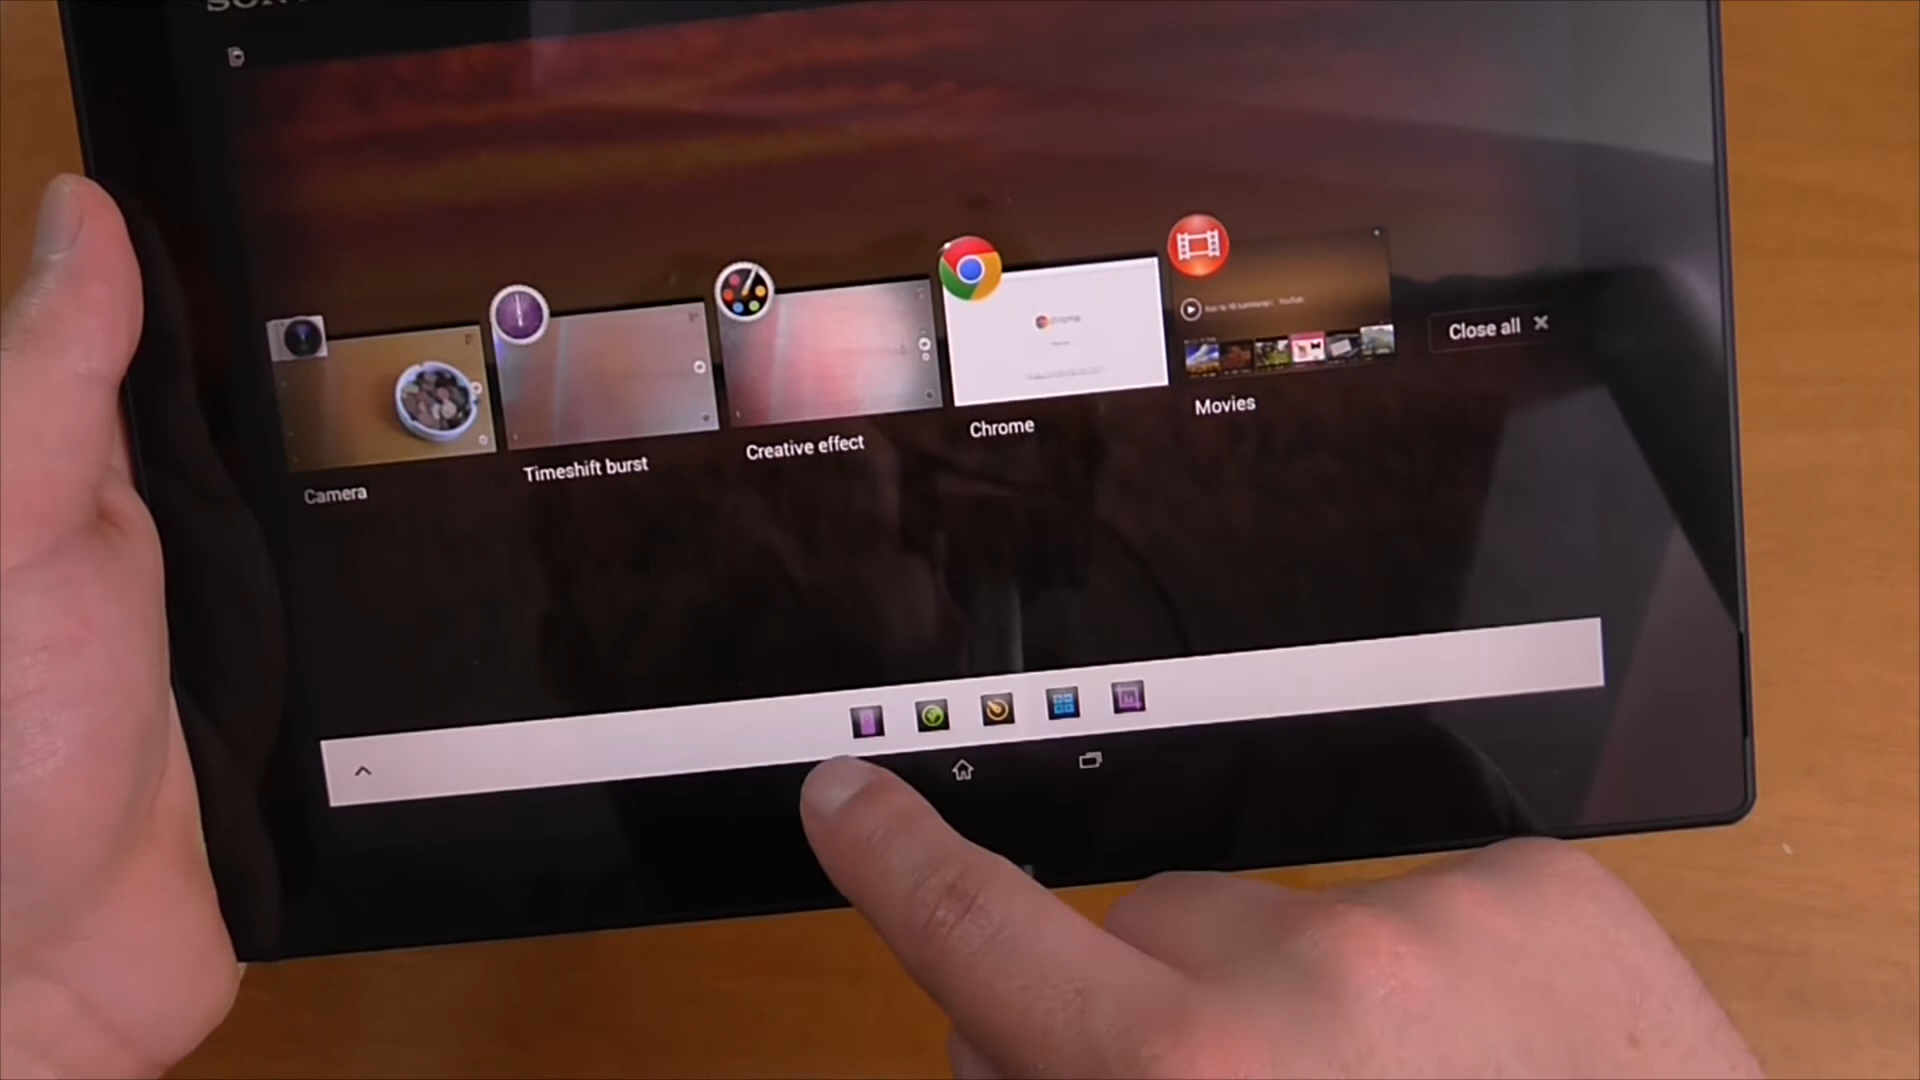 Camera
Timeshift burst
Creative effect
Chrome
Movies
Close all